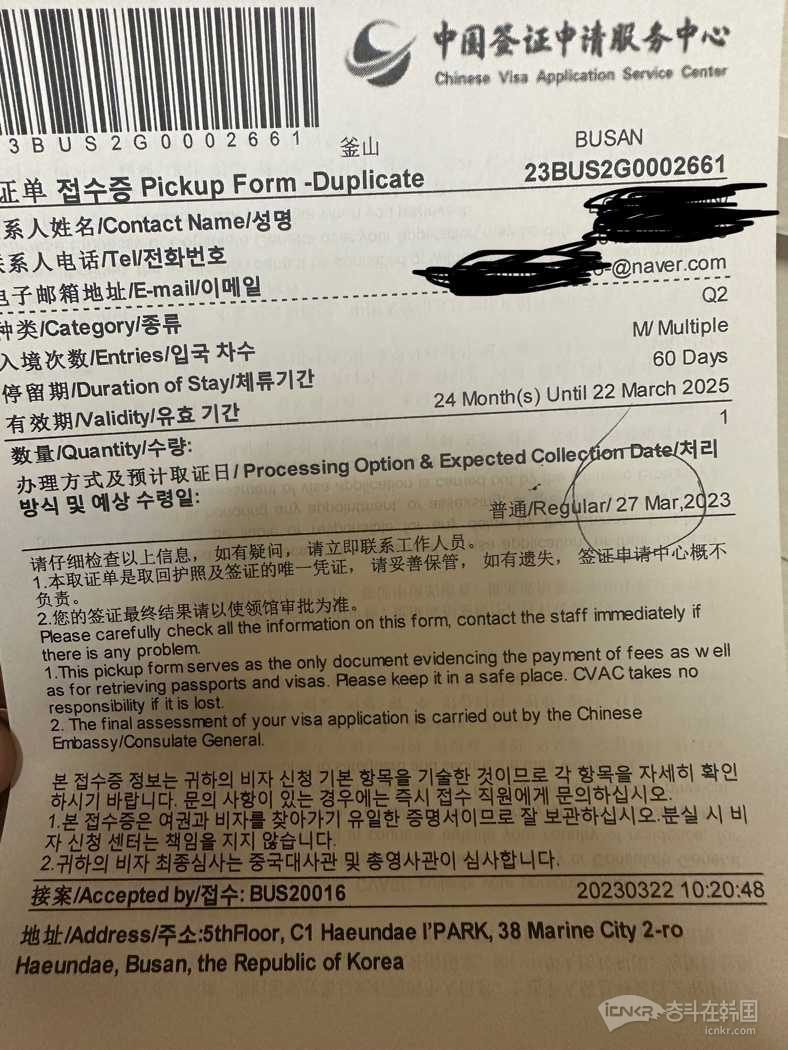 中国签证申请服务中心
Chinese Visa Application Service Center
3BUS2G0002661
釜山
BUSAN
证单 접수증 Pickup Form -Duplicate
23BUS2G0002661
系人姓名/Contact Name/성명
联系人电话/Tel/전화번호
电子邮箱地址/E-mail/이메일
@naver.com
种类/Category/종류
Q2
入境次数/Entries/입국 차수
M/ Multiple
停留期/Duration of Stay/체류기간
60 Days
有效期/Validity/유효 기간
24 Month(s) Until 22 March 2025
数量/Quantity/수량:
1
办理方式及预计取证日/ Processing Option & Expected Collection Date/처리
방식 및 예상 수령일:
普通/Regular/ 27 Mar,2023
请仔细检查以上信息，如有疑问，请立即联系工作人员。
1.本取证单是取回护照及签证的唯一凭证，请妥善保管，如有遗失，签证申请中心概不
负责。
2.您的签证最终结果请以使领馆审批为准。
Please carefully check all the information on this form, contact the staff immediately if
there is any problem.
1.This pickup form serves as the only document evidencing the payment of fees as well
as for retrieving passports and visas. Please keep it in a safe place. CVAC takes no
responsibility if it is lost.
2. The final assessment of your visa application is carried out by the Chinese
Embassy/Consulate General.
본 접수증 정보는 귀하의 비자 신청 기본 항목을 기술한 것이므로 각 항목을 자세히 확인
하시기 바랍니다. 문의 사항이 있는 경우에는 즉시 접수 직원에게 문의하십시오.
1.본 접수증은 여권과 비자를 찾아가기 유일한 증명서이므로 잘 보관하십시오.분실 시 비
자 신청 센터는 책임을 지지 않습니다.
2.귀하의 비자 최종심사는 중국대사관 및 총영사관이 심사합니다.
接案/Accepted by/접수: BUS20016
20230322 10:20:48
地址/Address/주소:5thFloor, C1 Haeundae I'PARK, 38 Marine City 2-ro
Haeundae, Busan, the Republic of Korea
iCNKR 奋斗在韩国
icnkr.com